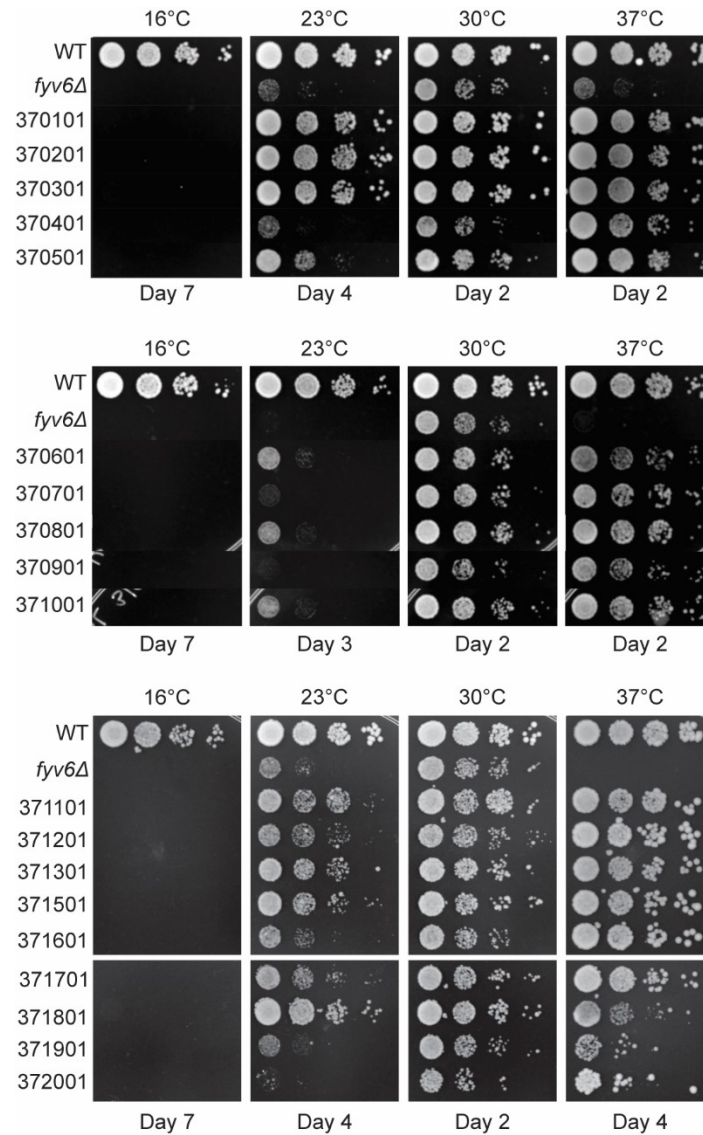 16°C 23°C 30°C 37°C
WT
fyv6Δ
370101
370201
370301
370401
370501
Day 7 Day 4 Day 2 Day 2
16°C 23°C 30°C 37°C
WT
fyv6Δ
370601
370701
370801
370901
371001
Day 7 Day 3 Day 2 Day 2
16°C 23°C 30°C 37°C
WT
fyv6Δ
371101
371201
371301
371501
371601
371701
371801
371901
372001
Day 7 Day 4 Day 2 Day 4